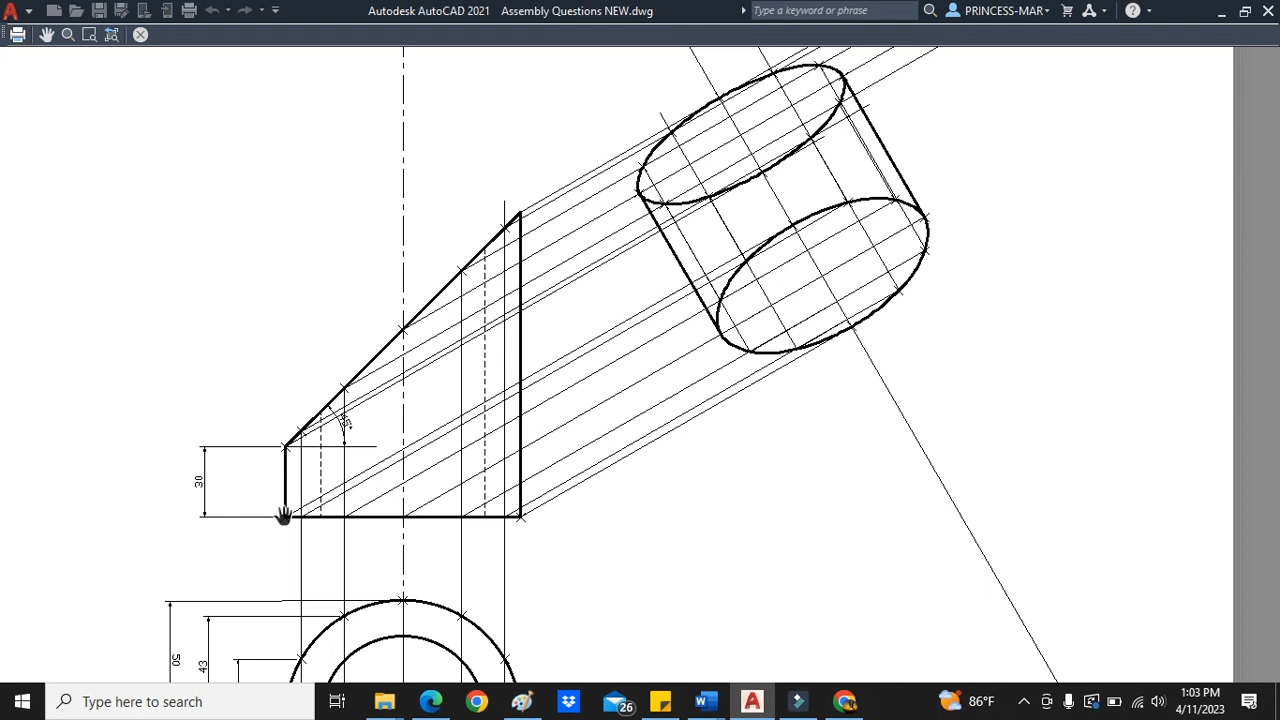 Autodesk AutoCAD 2021 Assembly Questions NEW.dwg
Type a keyword or phrase
PRINCESS-MAR
45°
30
50
43
Type here to search
26
86°F
1:03 PM
4/11/2023